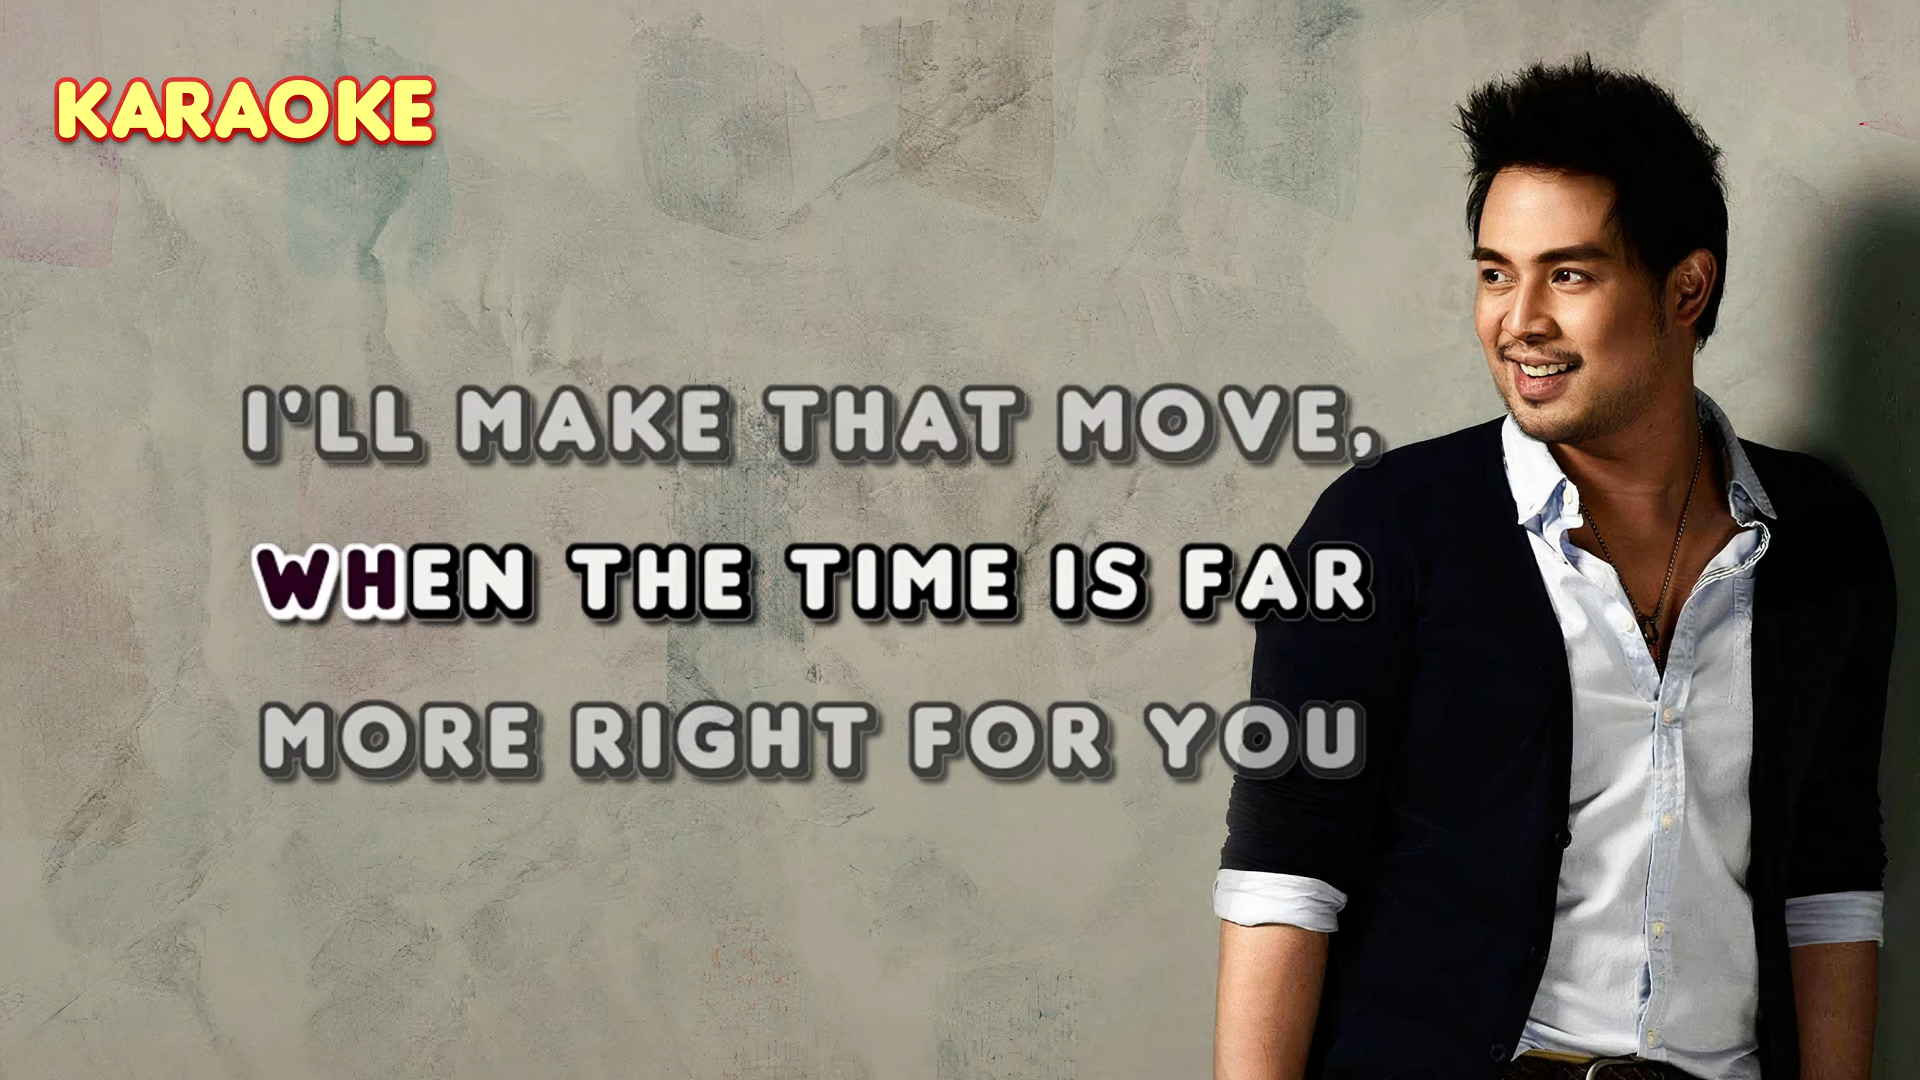 KARAOKE
I'LL MAKE THAT MOVE,
WHEN THE TIME IS FAR
MORE RIGHT FOR YOU